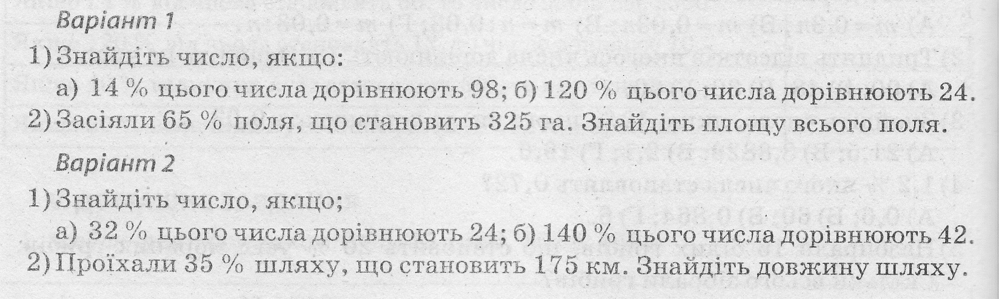 Варіант 1
1) Знайдіть число, якщо:
а) 14 % цього числа дорівнюють 98; б) 120 % цього числа дорівнюють 24.
2) Засіяли 65 % поля, що становить 325 га. Знайдіть площу всього поля.
Варіант 2
1) Знайдіть число, якщо;
а) 32 % цього числа дорівнюють 24; б) 140 % цього числа дорівнюють 42.
2) Проїхали 35 % шляху, що становить 175 км. Знайдіть довжину шляху.